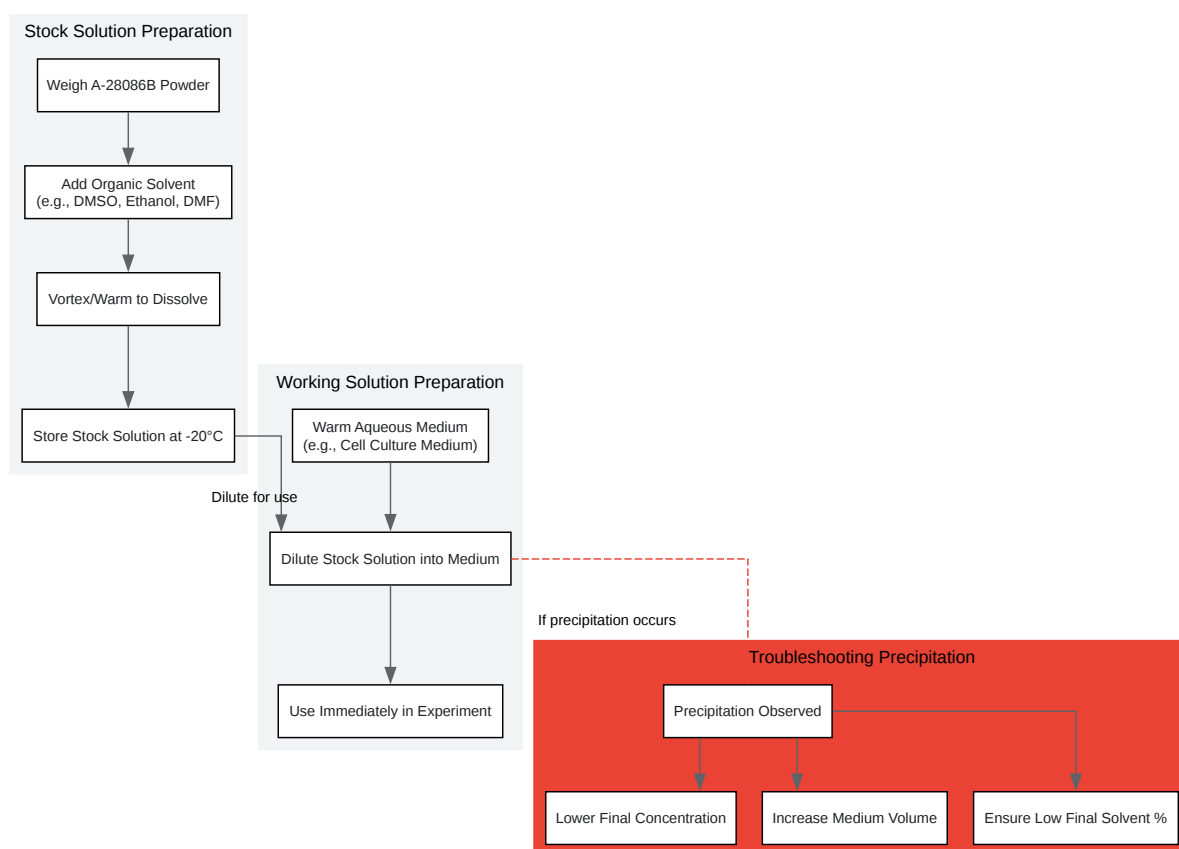 Stock Solution Preparation
Weigh A-28086B Powder
Add Organic Solvent
(e.g., DMSO, Ethanol, DMF)
Vortex/Warm to Dissolve
Store Stock Solution at -20°C
Dilute for use
Working Solution Preparation
Warm Aqueous Medium
(e.g., Cell Culture Medium)
Dilute Stock Solution into Medium
Use Immediately in Experiment
If precipitation occurs
Troubleshooting Precipitation
Precipitation Observed
Lower Final Concentration
Increase Medium Volume
Ensure Low Final Solvent %